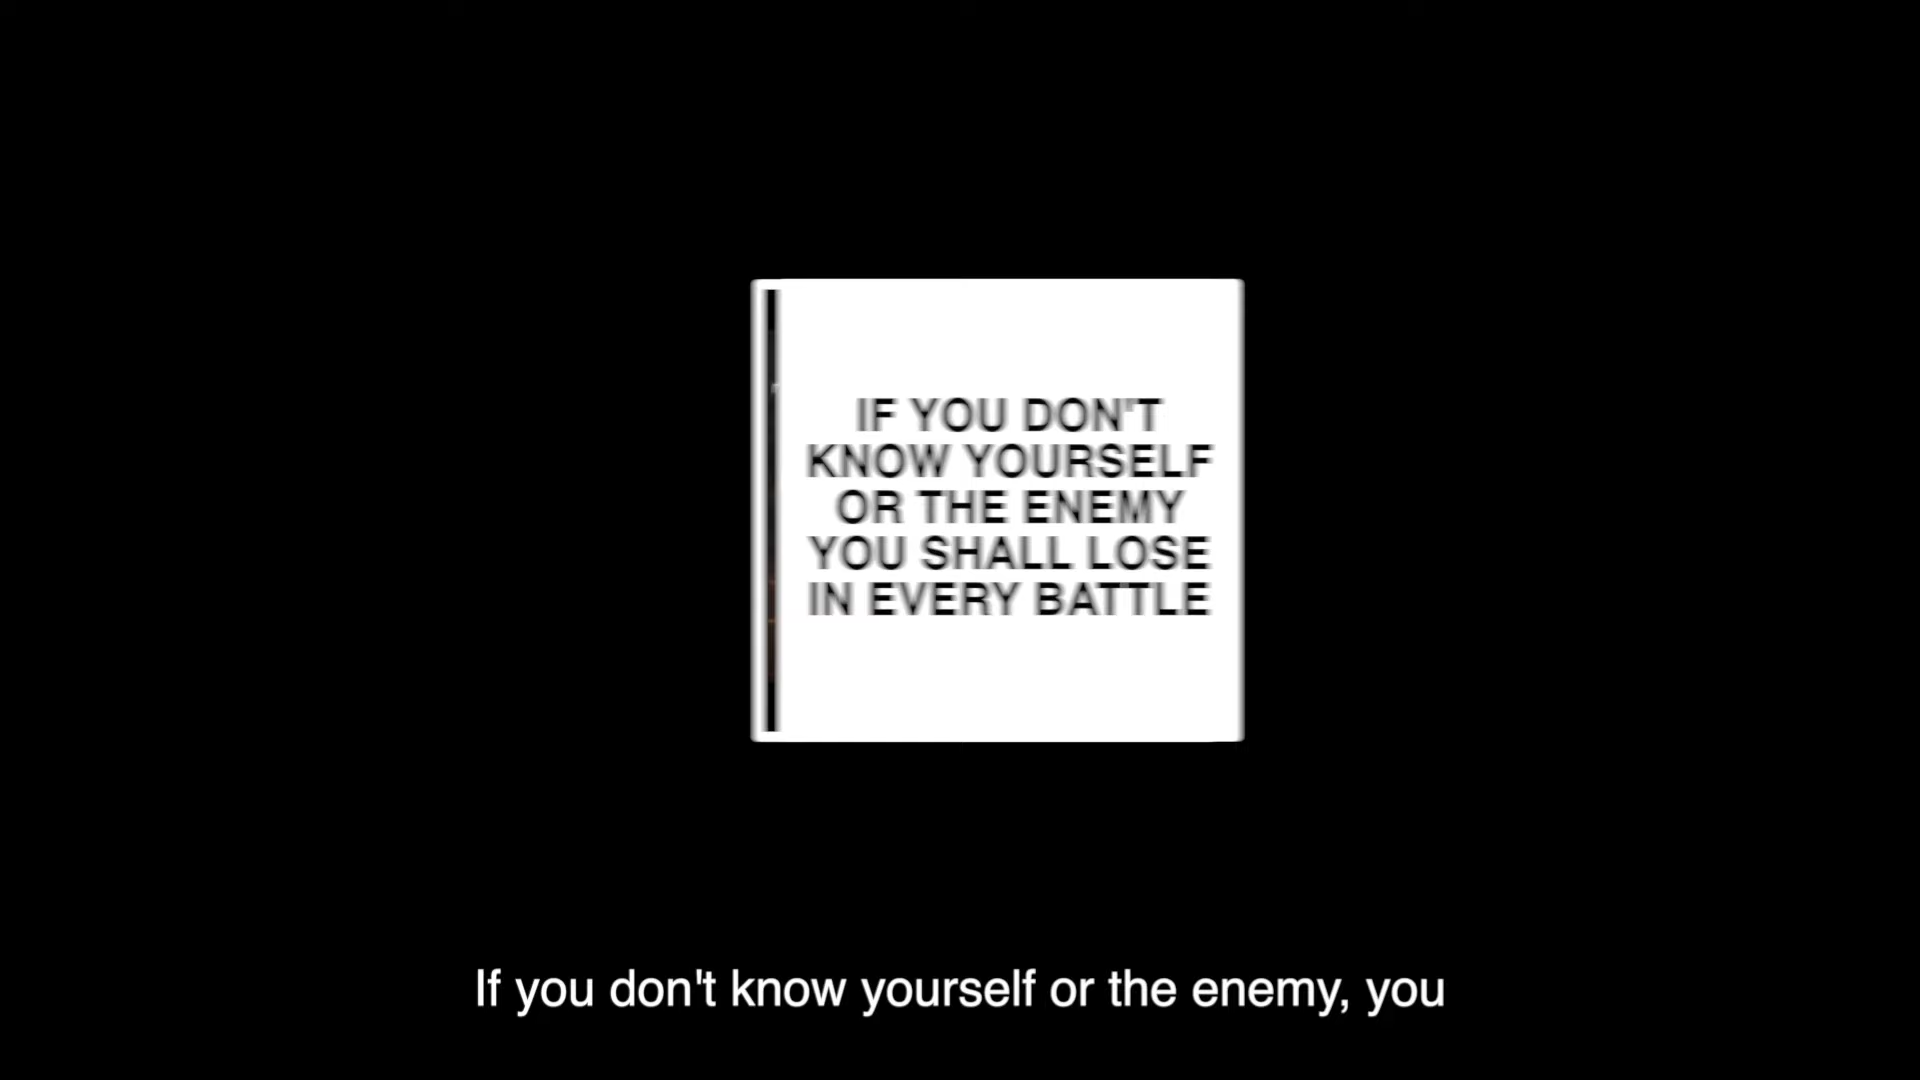 IF YOU DON'T
KNOW YOURSELF
OR THE ENEMY
YOU SHALL LOSE
IN EVERY BATTLE
If you don't know yourself or the enemy, you